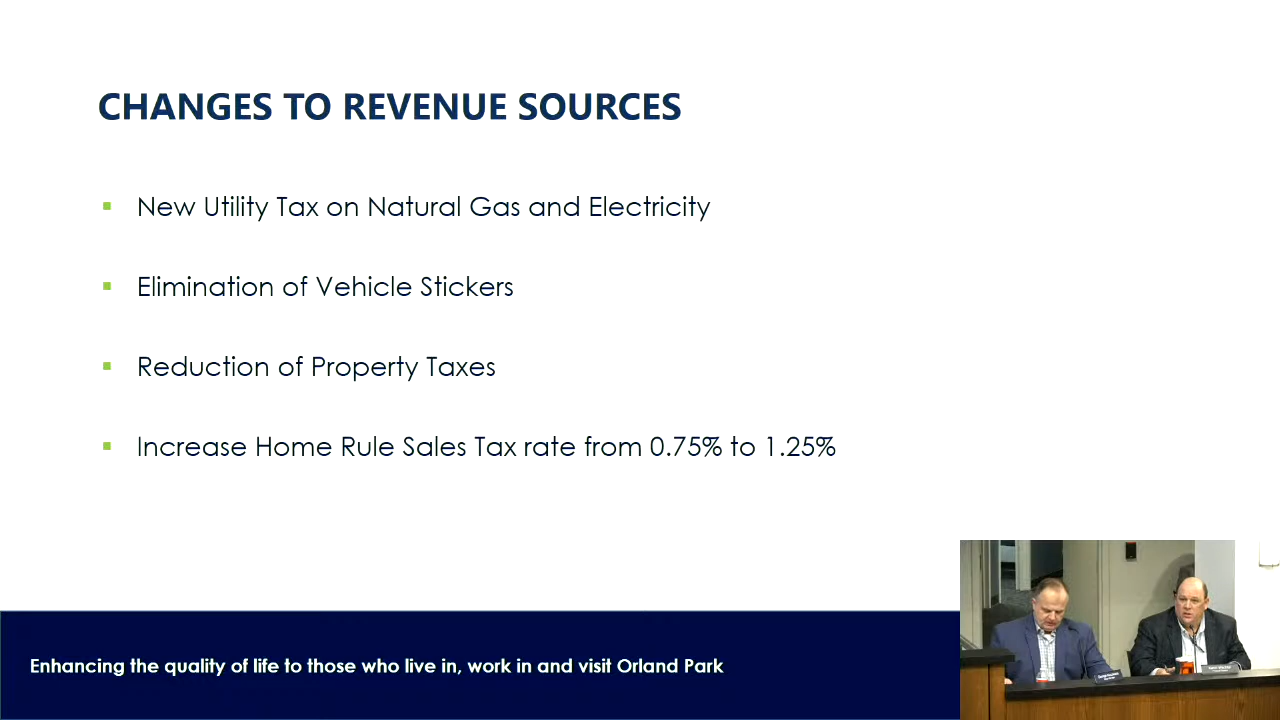 CHANGES TO REVENUE SOURCES
New Utility Tax on Natural Gas and Electricity
Elimination of Vehicle Stickers
Reduction of Property Taxes
Increase Home Rule Sales Tax rate from 0.75% to 1.25%
Enhancing the quality of life to those who live in, work in and visit Orland Park